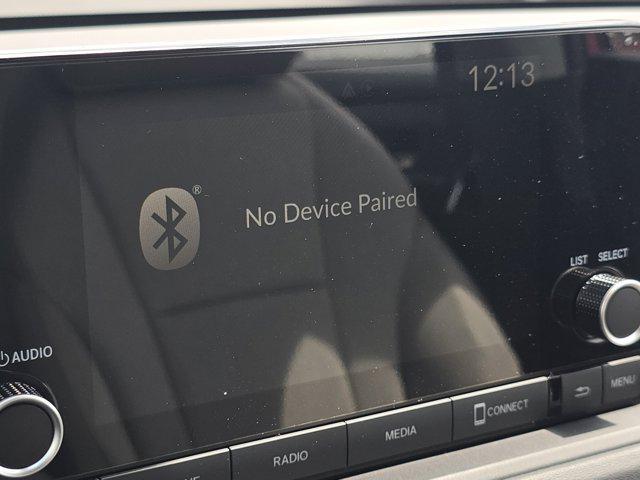 12:13
®
No Device Paired
LIST SELECT
AUDIO
RADIO
MEDIA
CONNECT
MENU